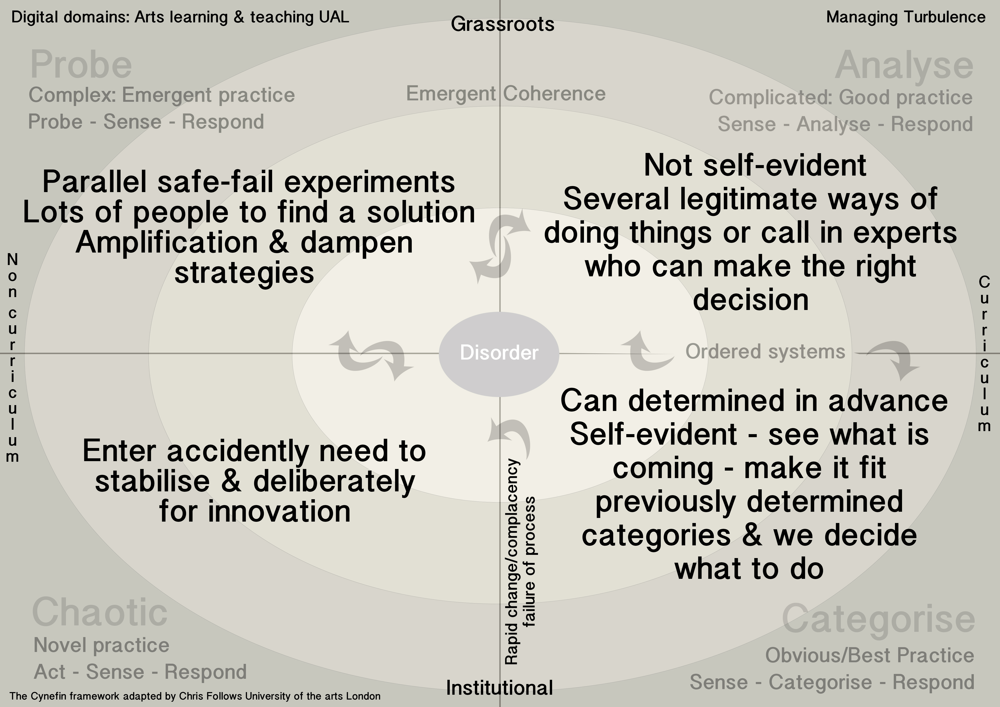 Digital domains: Arts learning & teaching UAL
Grassroots
Managing Turbulence
Probe
Complex: Emergent practice
Probe - Sense - Respond
Emergent Coherence
Analyse
Complicated: Good practice
Sense - Analyse - Respond
Parallel safe-fail experiments
Lots of people to find a solution
Amplification & dampen
strategies
Not self-evident
Several legitimate ways of
doing things or call in experts
who can make the right
decision
Non curriculum
Disorder
Ordered systems
Curriculum
Enter accidently need to
stabilise & deliberately
for innovation
Can determined in advance
Self-evident - see what is
coming - make it fit
previously determined
categories & we decide
what to do
Rapid change/complacency
failure of process
Chaotic
Novel practice
Act - Sense - Respond
Categorise
Obvious/Best Practice
Sense - Categorise - Respond
Institutional
The Cynefin framework adapted by Chris Follows University of the arts London